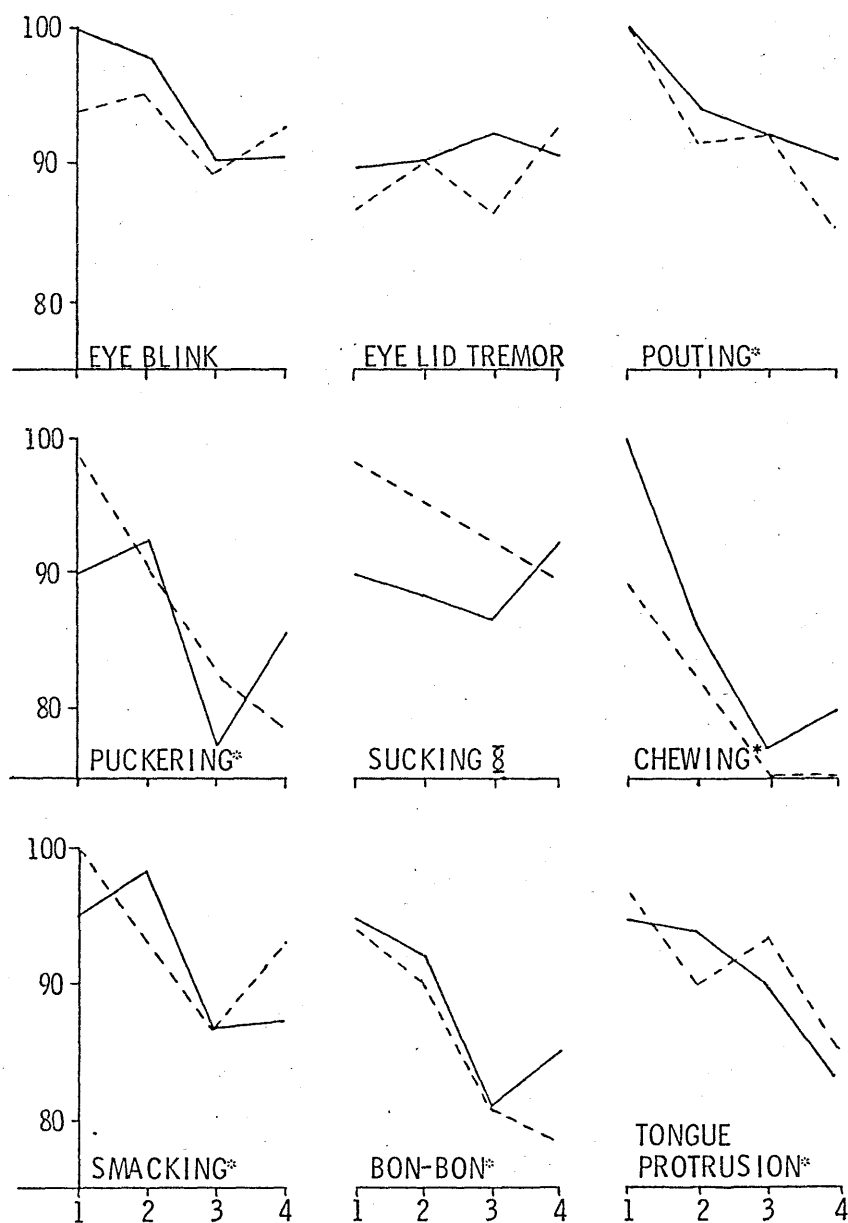 100
90
80
EYE BLINK
EYE LID TREMOR
POUTING*
100
90
80
PUCKERING*
SUCKING
CHEWING*
100
90
80
SMACKING*
BON-BON*
TONGUE
PROTRUSION*
1 2 3 4
1 2 3 4
1 2 3 4